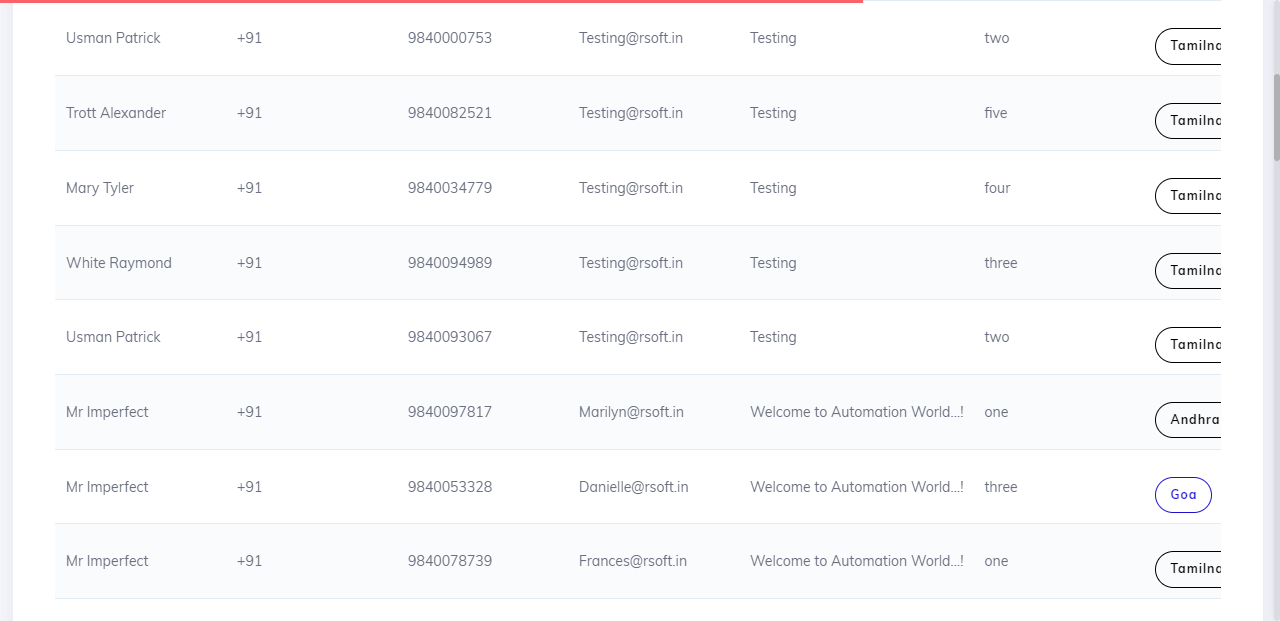 Usman Patrick +91 9840000753 Testing@rsoft.in Testing two Tamilna
Trott Alexander +91 9840082521 Testing@rsoft.in Testing five Tamilna
Mary Tyler +91 9840034779 Testing@rsoft.in Testing four Tamilna
White Raymond +91 9840094989 Testing@rsoft.in Testing three Tamilna
Usman Patrick +91 9840093067 Testing@rsoft.in Testing two Tamilna
Mr Imperfect +91 9840097817 Marilyn@rsoft.in Welcome to Automation World...! one Andhra
Mr Imperfect +91 9840053328 Danielle@rsoft.in Welcome to Automation World...! three Goa
Mr Imperfect +91 9840078739 Frances@rsoft.in Welcome to Automation World...! one Tamilna